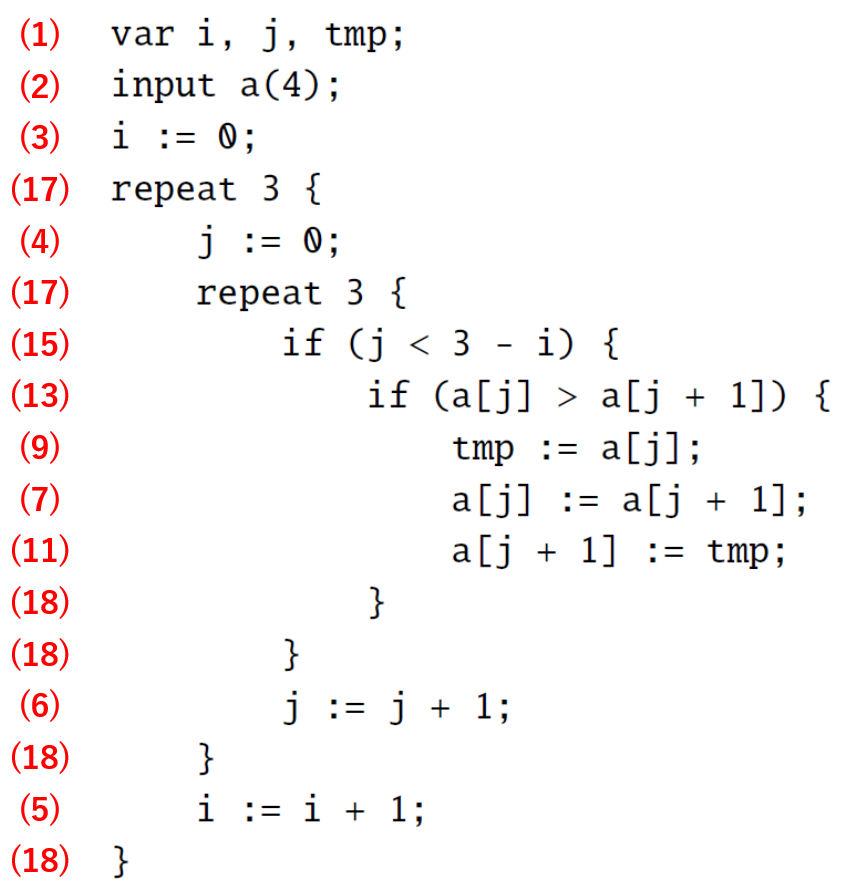 (1) var i, j, tmp;
(2) input a(4);
(3) i := 0;
(17) repeat 3 {
(4) j := 0;
(17) repeat 3 {
(15) if (j < 3 - i) {
(13) if (a[j] > a[j + 1]) {
(9) tmp := a[j];
(7) a[j] := a[j + 1];
(11) a[j + 1] := tmp;
(18) }
(18) }
(6) j := j + 1;
(18) }
(5) i := i + 1;
(18) }